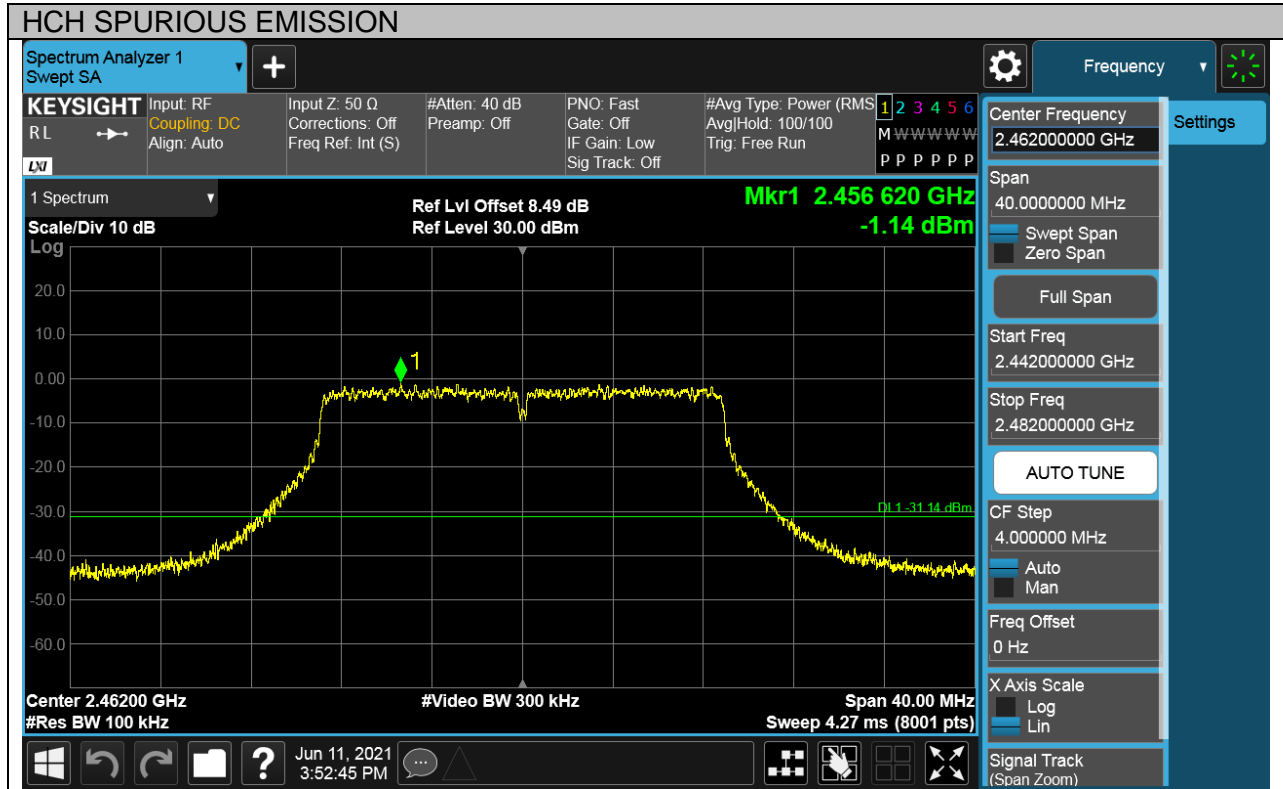 HCH SPURIOUS EMISSION
Spectrum Analyzer 1
Swept SA
+
Frequency
KEYSIGHT
R L
LXI
Input: RF
Coupling: DC
Align: Auto
Input Z: 50 Ω
Corrections: Off
Freq Ref: Int (S)
#Atten: 40 dB
Preamp: Off
PNO: Fast
Gate: Off
IF Gain: Low
Sig Track: Off
#Avg Type: Power (RMS
Avg|Hold: 100/100
Trig: Free Run
1 2 3 4 5 6
M W W W W W
P P P P P P
1 Spectrum
Scale/Div 10 dB
Ref Lvl Offset 8.49 dB
Ref Level 30.00 dBm
Mkr1 2.456 620 GHz
-1.14 dBm
Log
20.0
10.0
0.00
-10.0
-20.0
-30.0
-40.0
-50.0
-60.0
1
DL1 -31.14 dBm
Center 2.46200 GHz
#Res BW 100 kHz
#Video BW 300 kHz
Span 40.00 MHz
Sweep 4.27 ms (8001 pts)
Center Frequency
2.462000000 GHz
Settings
Span
40.0000000 MHz
Swept Span
Zero Span
Full Span
Start Freq
2.442000000 GHz
Stop Freq
2.482000000 GHz
AUTO TUNE
CF Step
4.000000 MHz
Auto
Man
Freq Offset
0 Hz
X Axis Scale
Log
Lin
Signal Track
(Span Zoom)
?
Jun 11, 2021
3:52:45 PM